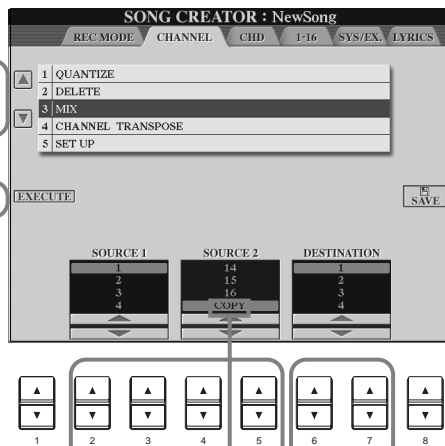 SONG CREATOR : NewSong
REC MODE CHANNEL CHD 1-16 SYS/EX. LYRICS
1 QUANTIZE
2 DELETE
3 MIX
4 CHANNEL TRANSPOSE
5 SET UP
EXECUTE
SAVE
SOURCE 1 SOURCE 2 DESTINATION
1 14 1
2 15 2
3 16 3
4 COPY 4
1 2 3 4 5 6 7 8